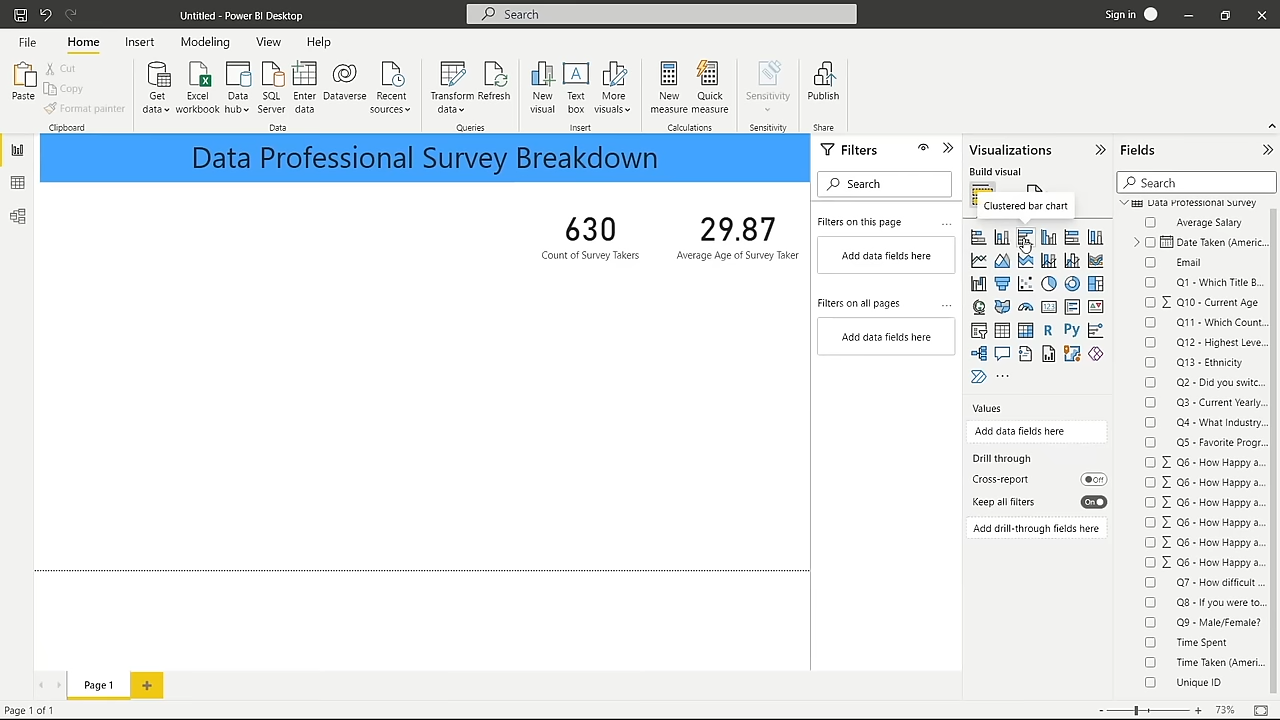 Untitled - Power BI Desktop
Search
Sign in
File Home Insert Modeling View Help
Paste
Cut
Copy
Format painter
Get data
Excel workbook
Data hub
SQL Server
Enter data
Dataverse
Recent sources
Transform data
Refresh
New visual
Text box
More visuals
New measure
Quick measure
Sensitivity
Publish
Clipboard
Data
Queries
Insert
Calculations
Sensitivity
Share
Data Professional Survey Breakdown
630
Count of Survey Takers
29.87
Average Age of Survey Taker
Filters
Search
Filters on this page
...
Add data fields here
Filters on all pages
...
Add data fields here
Visualizations
Build visual
Clustered bar chart
123
R
Py
...
Values
Add data fields here
Drill through
Cross-report
Off
Keep all filters
On
Add drill-through fields here
Fields
Search
Data Professional Survey
Average Salary
Date Taken (Americ...
Email
Q1 - Which Title B...
Σ Q10 - Current Age
Q11 - Which Count...
Q12 - Highest Leve...
Q13 - Ethnicity
Q2 - Did you switc...
Q3 - Current Yearly...
Q4 - What Industry...
Q5 - Favorite Progr...
Σ Q6 - How Happy a...
Σ Q6 - How Happy a...
Σ Q6 - How Happy a...
Σ Q6 - How Happy a...
Σ Q6 - How Happy a...
Σ Q6 - How Happy a...
Q7 - How difficult ...
Q8 - If you were to...
Q9 - Male/Female?
Time Spent
Time Taken (Ameri...
Unique ID
Page 1
+
Page 1 of 1
- + 73%